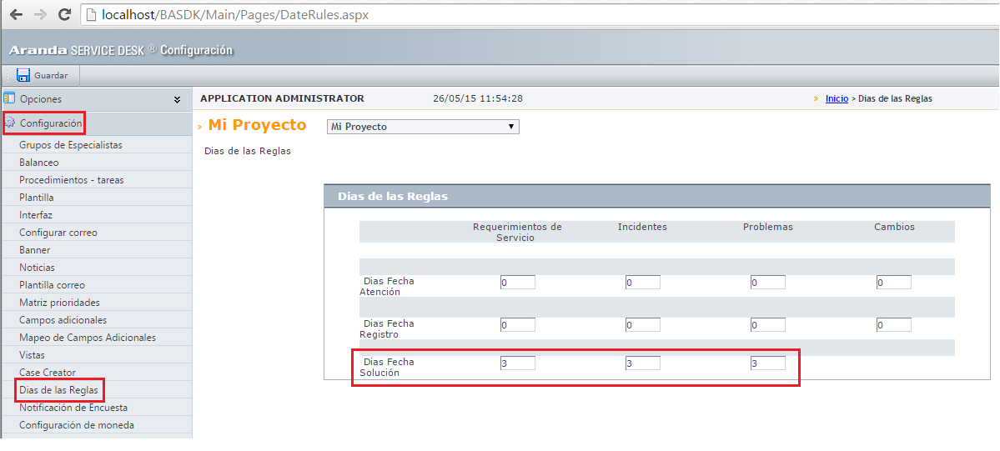 localhost/BASDK/Main/Pages/DateRules.aspx
Aranda SERVICE DESK ® Configuración
Guardar
Opciones
APPLICATION ADMINISTRATOR 26/05/15 11:54:28 » Inicio > Dias de las Reglas
Configuración
» Mi Proyecto Mi Proyecto
Grupos de Especialistas
Dias de las Reglas
Balanceo
Procedimientos - tareas
Plantilla
Dias de las Reglas
Interfaz
Configurar correo
Requerimientos de Incidentes Problemas Cambios
Servicio
Banner
Noticias
Plantilla correo
Dias Fecha 0 0 0 0
Atención
Matriz prioridades
Campos adicionales
Dias Fecha 0 0 0 0
Registro
Mapeo de Campos Adicionales
Vistas
Dias Fecha 3 3 3
Solución
Case Creator
Dias de las Reglas
Notificación de Encuesta
Configuración de moneda